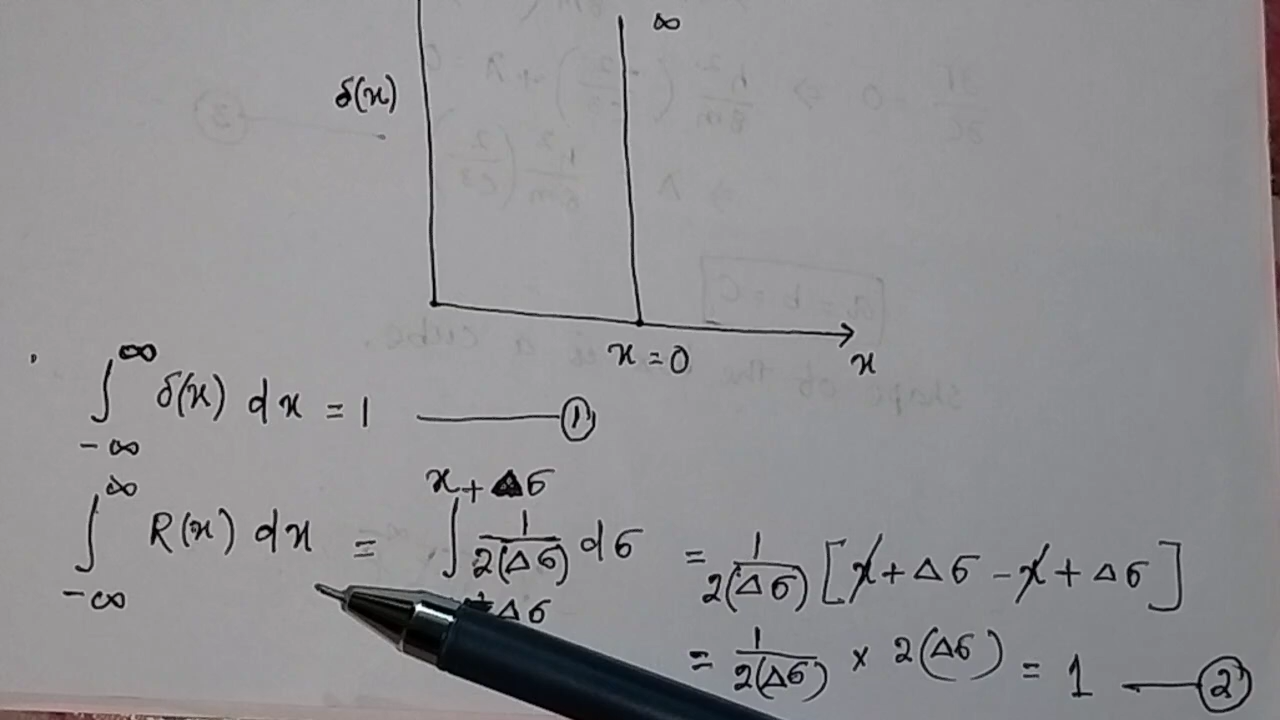 ∞
δ(x)
x = 0
x
∫_{-∞}^{∞} δ(x) dx = 1 —— ①
∫_{-∞}^{∞} R(x) dx = ∫^{x+Δσ} 1/2(Δσ) dσ = 1/2(Δσ) [x + Δσ - x + Δσ]
= 1/2(Δσ) × 2(Δσ) = 1 —— ②